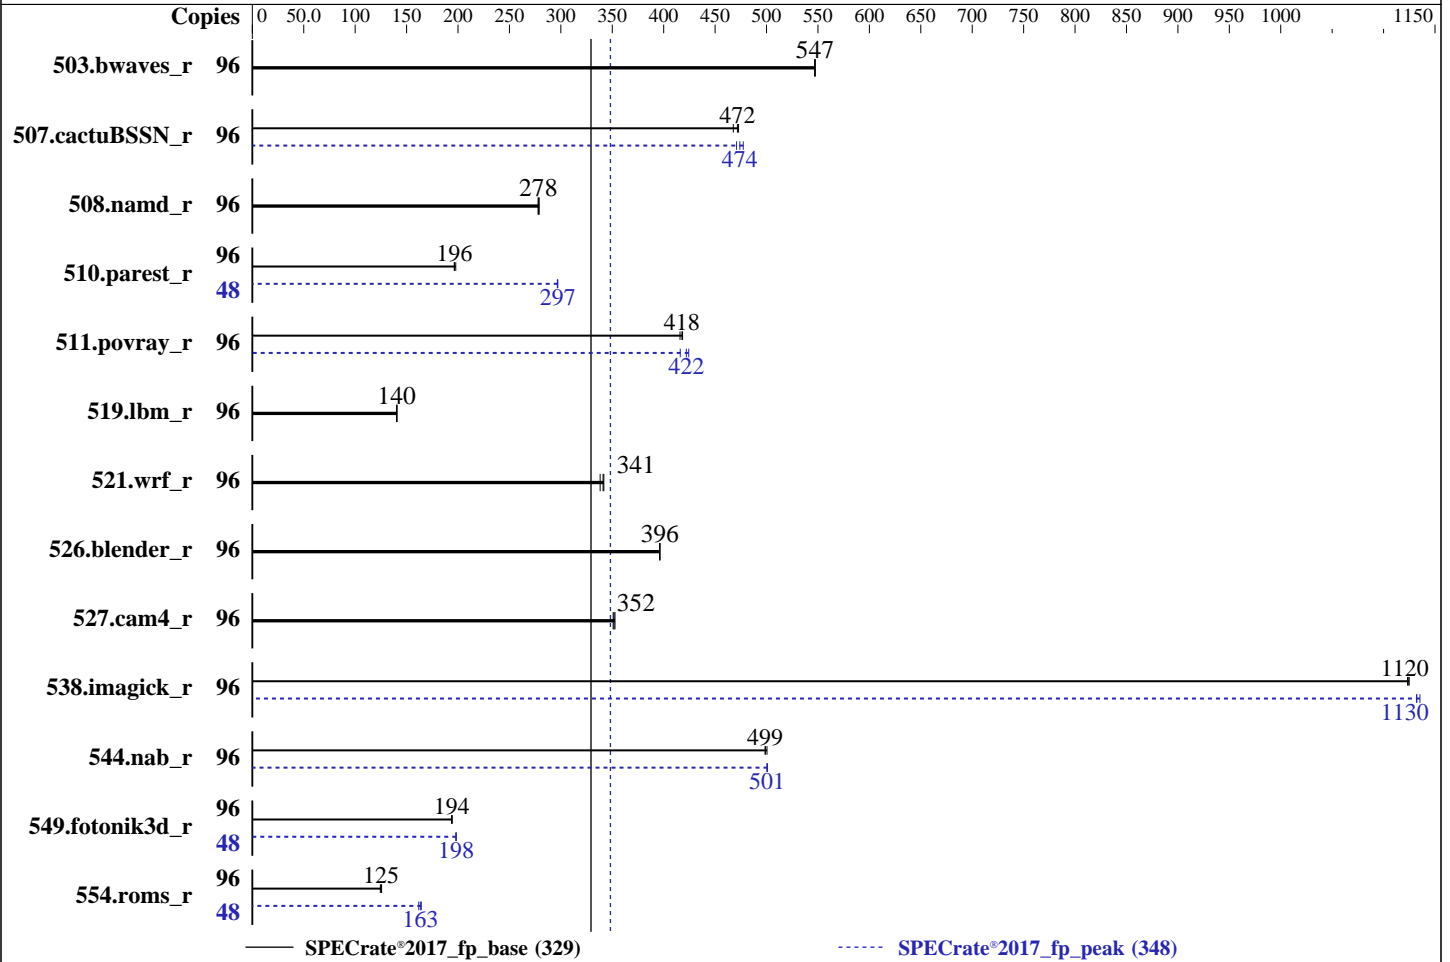 Copies 0 50.0 100 150 200 250 300 350 400 450 500 550 600 650 700 750 800 850 900 950 1000 1150
503.bwaves_r 96 547
507.cactuBSSN_r 96 472
474
508.namd_r 96 278
510.parest_r 96 196
48 297
511.povray_r 96 418
422
519.lbm_r 96 140
521.wrf_r 96 341
526.blender_r 96 396
527.cam4_r 96 352
538.imagick_r 96 1120
1130
544.nab_r 96 499
501
549.fotonik3d_r 96 194
48 198
554.roms_r 96 125
48 163
SPECrate®2017_fp_base (329) SPECrate®2017_fp_peak (348)